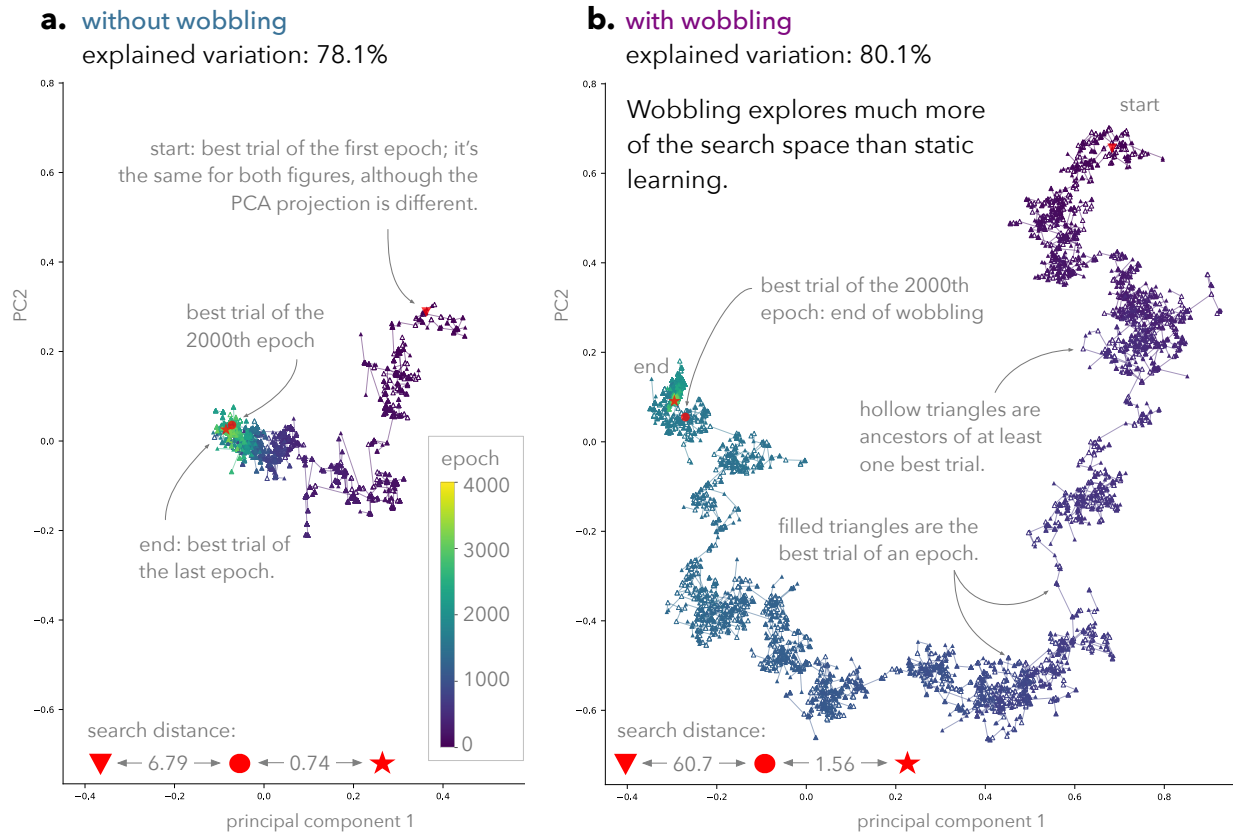 a. without wobbling
explained variation: 78.1%
0.8
0.6
0.4
0.2
0.0
−0.2
−0.4
−0.6
PC2
start: best trial of the first epoch; it's
the same for both figures, although the
PCA projection is different.
best trial of the
2000th epoch
end: best trial of
the last epoch.
epoch
4000
3000
2000
1000
0
search distance:
6.79
0.74
−0.4
−0.2
0.0
0.2
0.4
principal component 1
b. with wobbling
explained variation: 80.1%
0.8
0.6
0.4
0.2
0.0
−0.2
−0.4
−0.6
PC2
Wobbling explores much more
of the search space than static
learning.
start
best trial of the 2000th
epoch: end of wobbling
end
hollow triangles are
ancestors of at least
one best trial.
filled triangles are the
best trial of an epoch.
search distance:
60.7
1.56
−0.4
−0.2
0.0
0.2
0.4
0.6
0.8
principal component 1